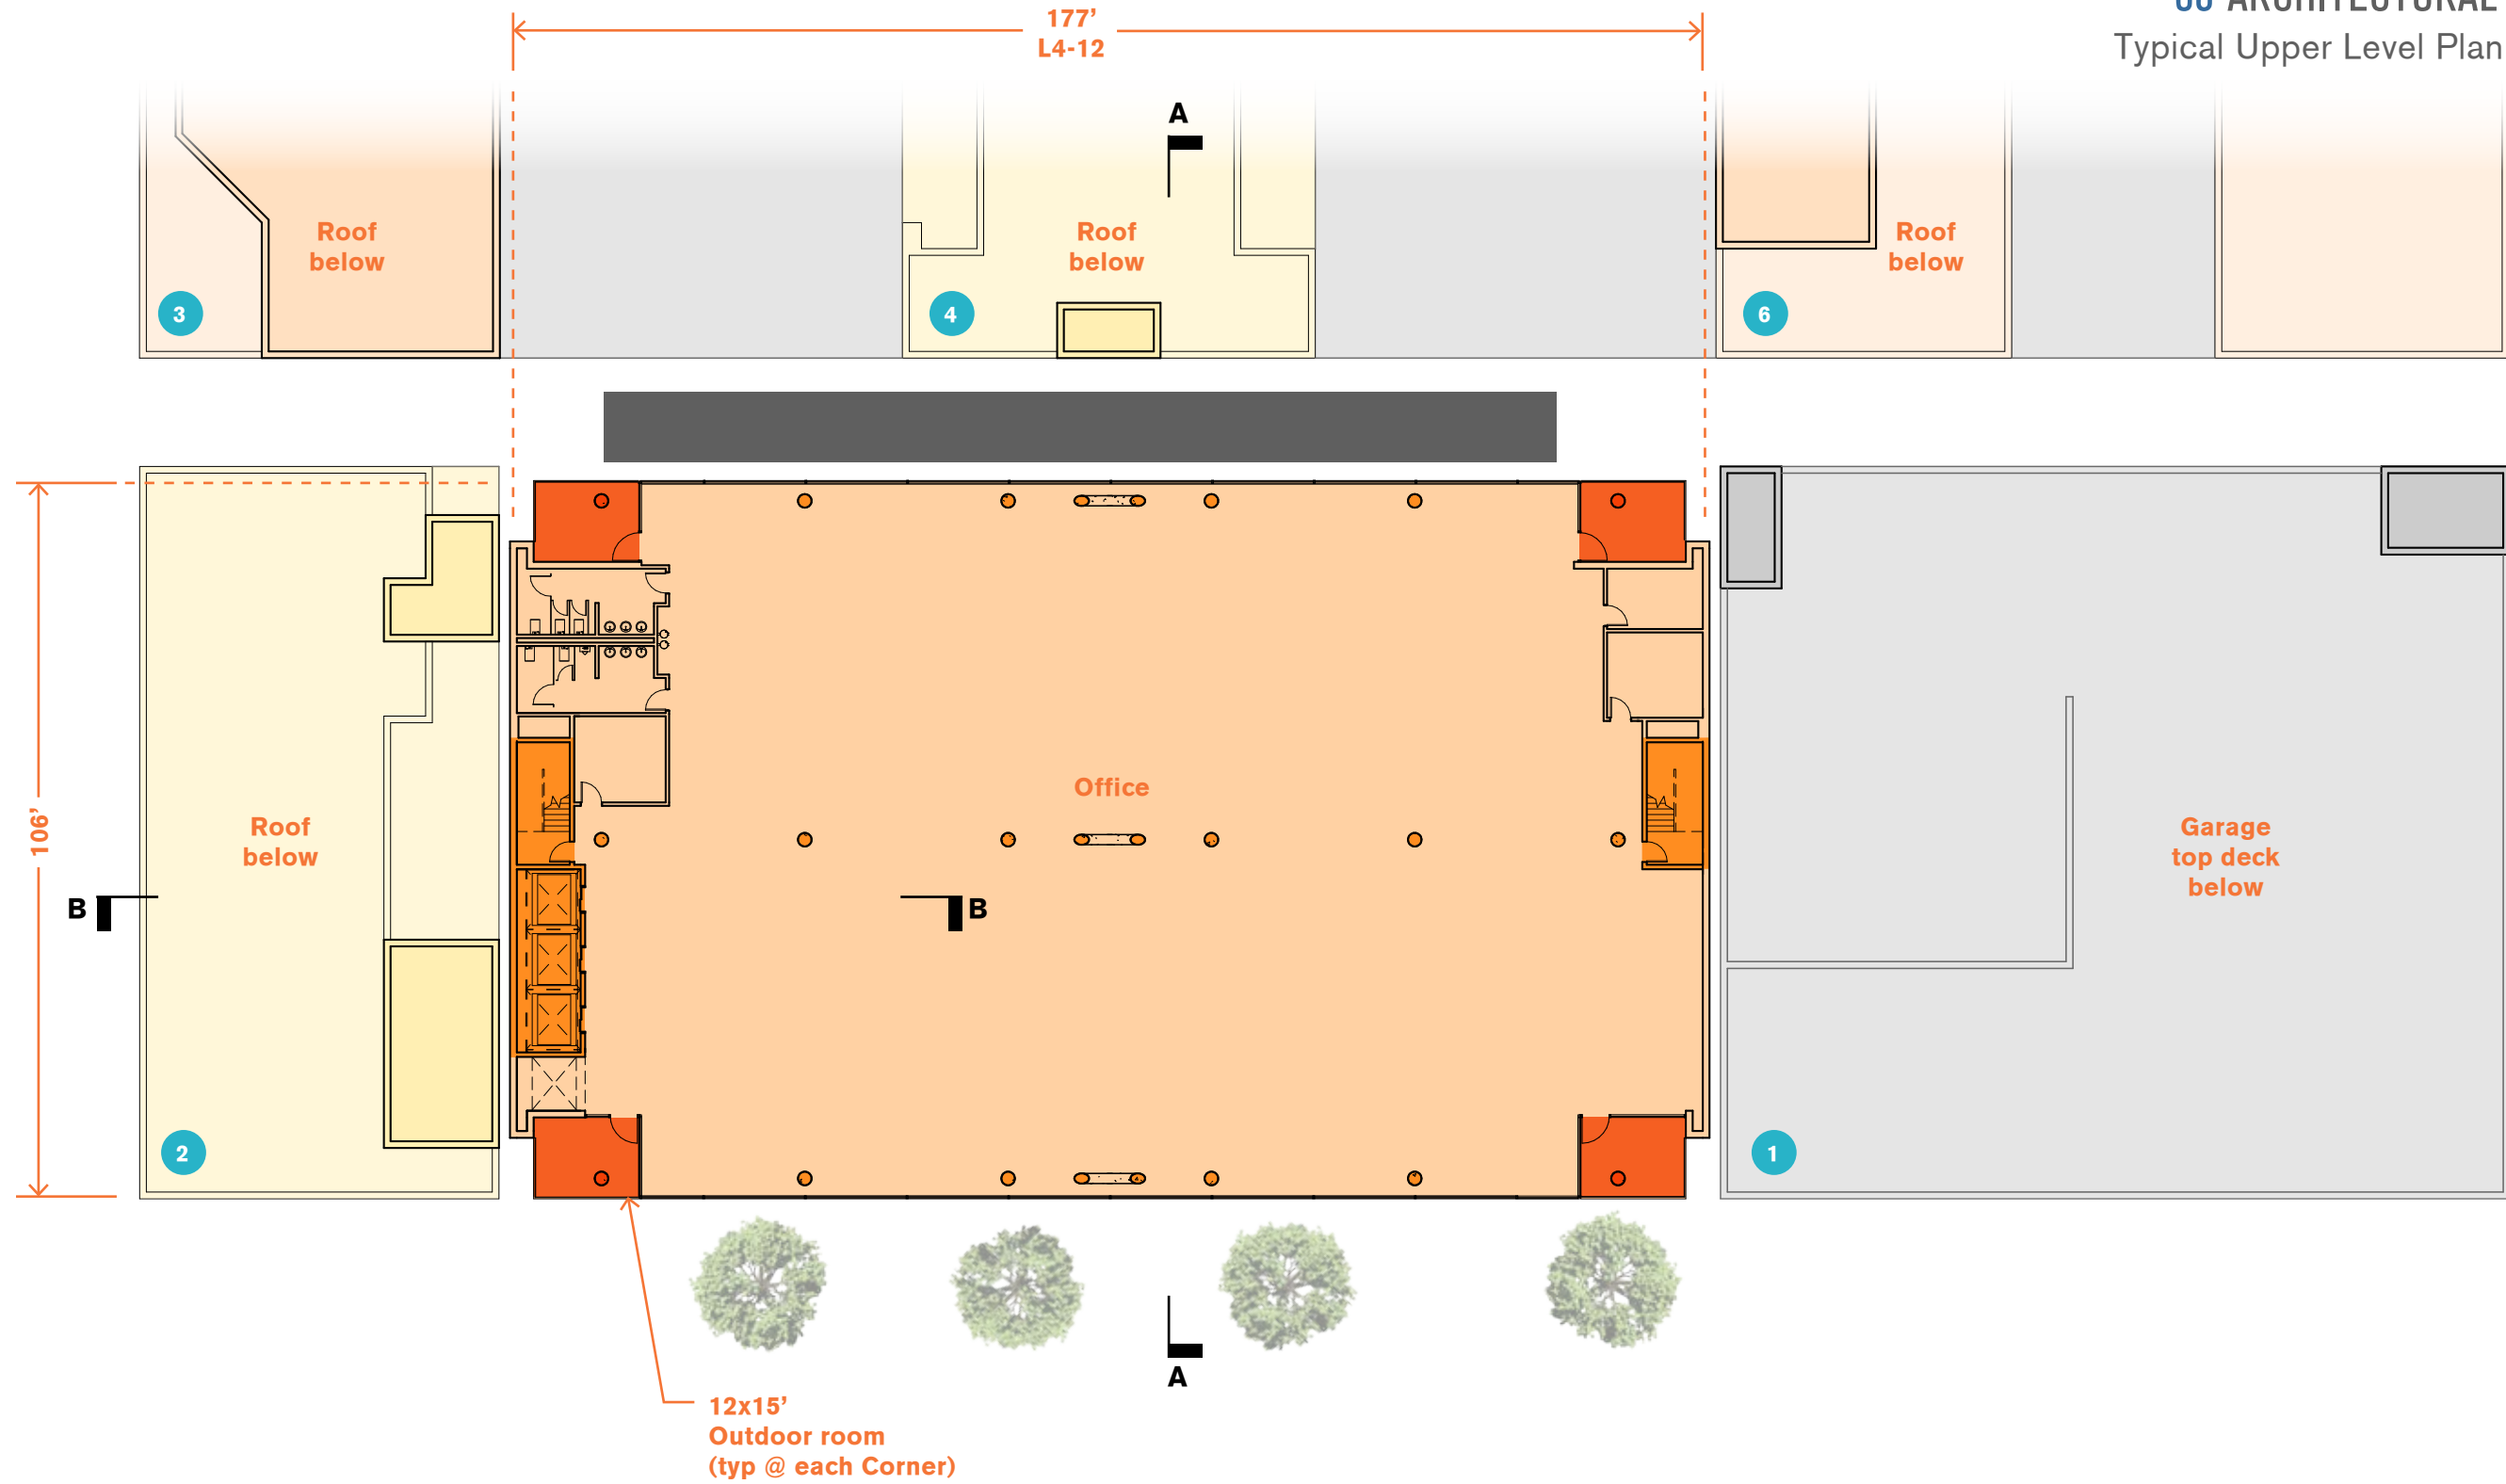 177’
L4-12
ARCHITECTURAL
Typical Upper Level Plan
A
Roof
below
Roof
below
Roof
below
3
4
6
106’
Office
Roof
below
Garage
top deck
below
B
B
2
1
A
12x15’
Outdoor room
(typ @ each Corner)